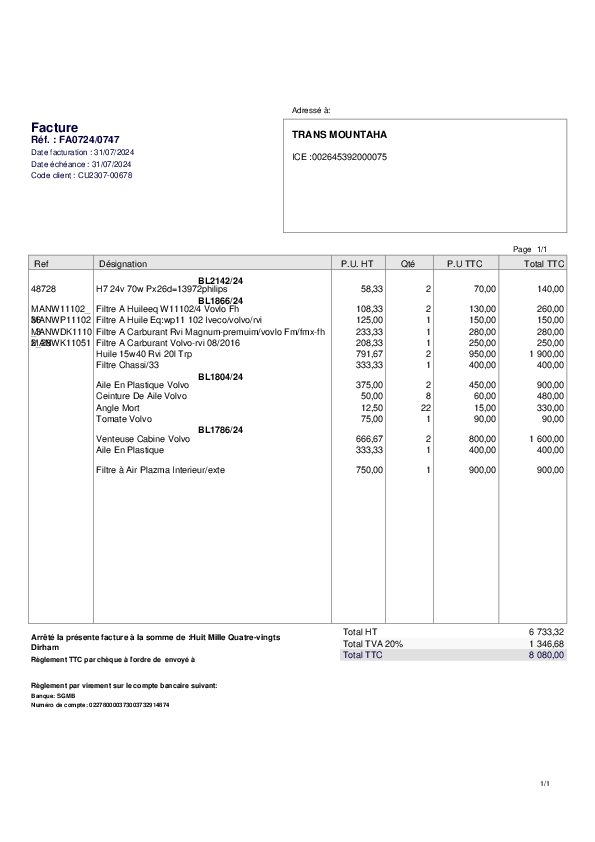 Adressé à:
Facture
Réf. : FA0724/0747
Date facturation : 31/07/2024
Date échéance : 31/07/2024
Code client : CU2307-00678
TRANS MOUNTAHA
ICE :002645392000075
Page 1/1
Ref Désignation P.U. HT Qté P.U TTC Total TTC
BL2142/24
48728 H7 24v 70w Px26d=13972philips 58,33 2 70,00 140,00
BL1866/24
MANW11102_ Filtre A Huileeq W11102/4 Vovlo Fh 108,33 2 130,00 260,00
MANWP11102 Filtre A Huile Eq:wp11 102 Iveco/volvo/rvi 125,00 1 150,00 150,00
MANWDK1110 Filtre A Carburant Rvi Magnum-premuim/vovlo Fm/fmx-fh 233,33 1 280,00 280,00
MANWK11051 Filtre A Carburant Volvo-rvi 08/2016 208,33 1 250,00 250,00
Huile 15w40 Rvi 20l Trp 791,67 2 950,00 1 900,00
Filtre Chassi/33 333,33 1 400,00 400,00
BL1804/24
Aile En Plastique Volvo 375,00 2 450,00 900,00
Ceinture De Aile Volvo 50,00 8 60,00 480,00
Angle Mort 12,50 22 15,00 330,00
Tomate Volvo 75,00 1 90,00 90,00
BL1786/24
Venteuse Cabine Volvo 666,67 2 800,00 1 600,00
Aile En Plastique 333,33 1 400,00 400,00
Filtre à Air Plazma Interieur/exte 750,00 1 900,00 900,00
Arrêté la présente facture à la somme de :Huit Mille Quatre-vingts
Dirham
Règlement TTC par chèque à l'ordre de envoyé à
Total HT 6 733,32
Total TVA 20% 1 346,68
Total TTC 8 080,00
Règlement par virement sur le compte bancaire suivant:
Banque: SGMB
Numéro de compte: 022780000373003732914874
1/1